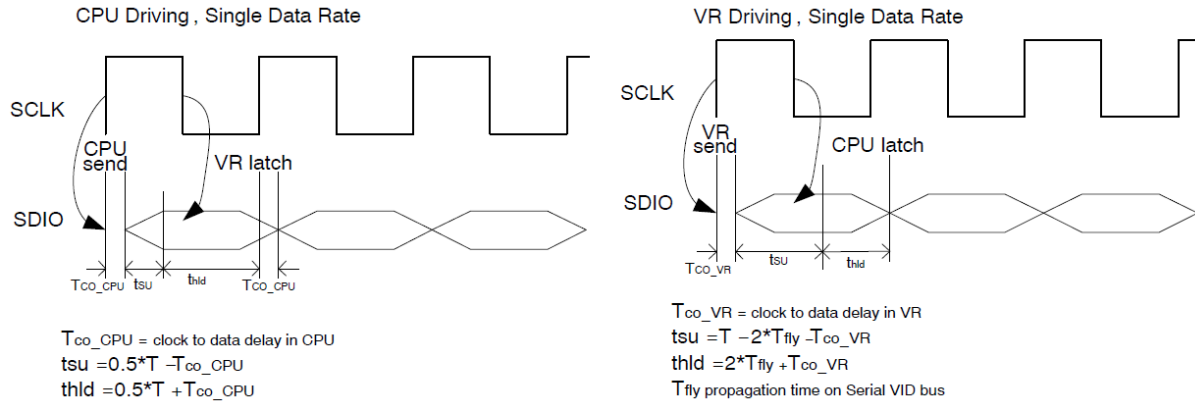 CPU Driving , Single Data Rate
SCLK
CPU send
VR latch
SDIO
Tco_CPU
tsu
thld
Tco_CPU
Tco_CPU = clock to data delay in CPU
tsu =0.5*T –Tco_CPU
thld =0.5*T +Tco_CPU
VR Driving , Single Data Rate
SCLK
VR send
CPU latch
SDIO
Tco_VR
tsu
thld
Tco_VR = clock to data delay in VR
tsu =T –2*Tfly –Tco_VR
thld =2*Tfly +Tco_VR
Tfly propagation time on Serial VID bus